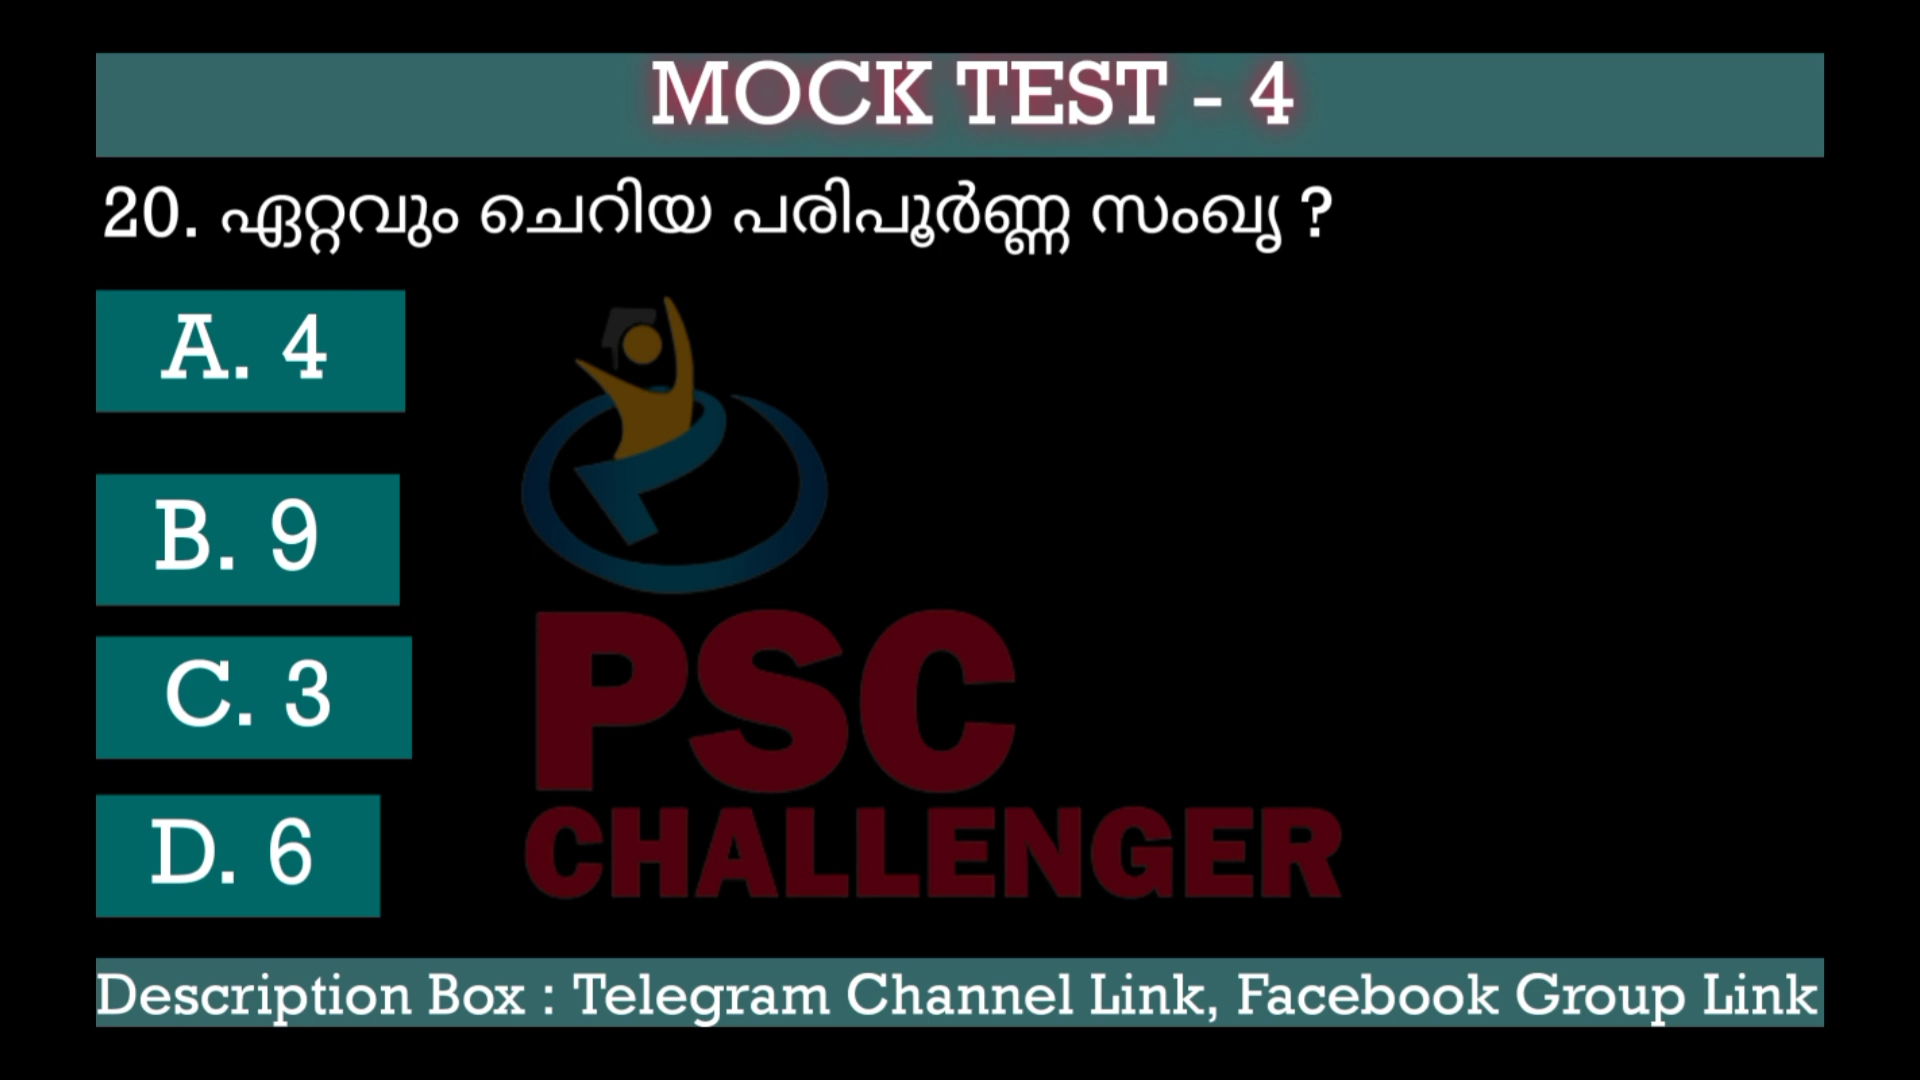 MOCK TEST - 4
20. ഏറ്റവും ചെറിയ പരിപൂർണ്ണ സംഖൃ ?
A. 4
B. 9
C. 3
D. 6
PSC
CHALLENGER
Description Box : Telegram Channel Link, Facebook Group Link